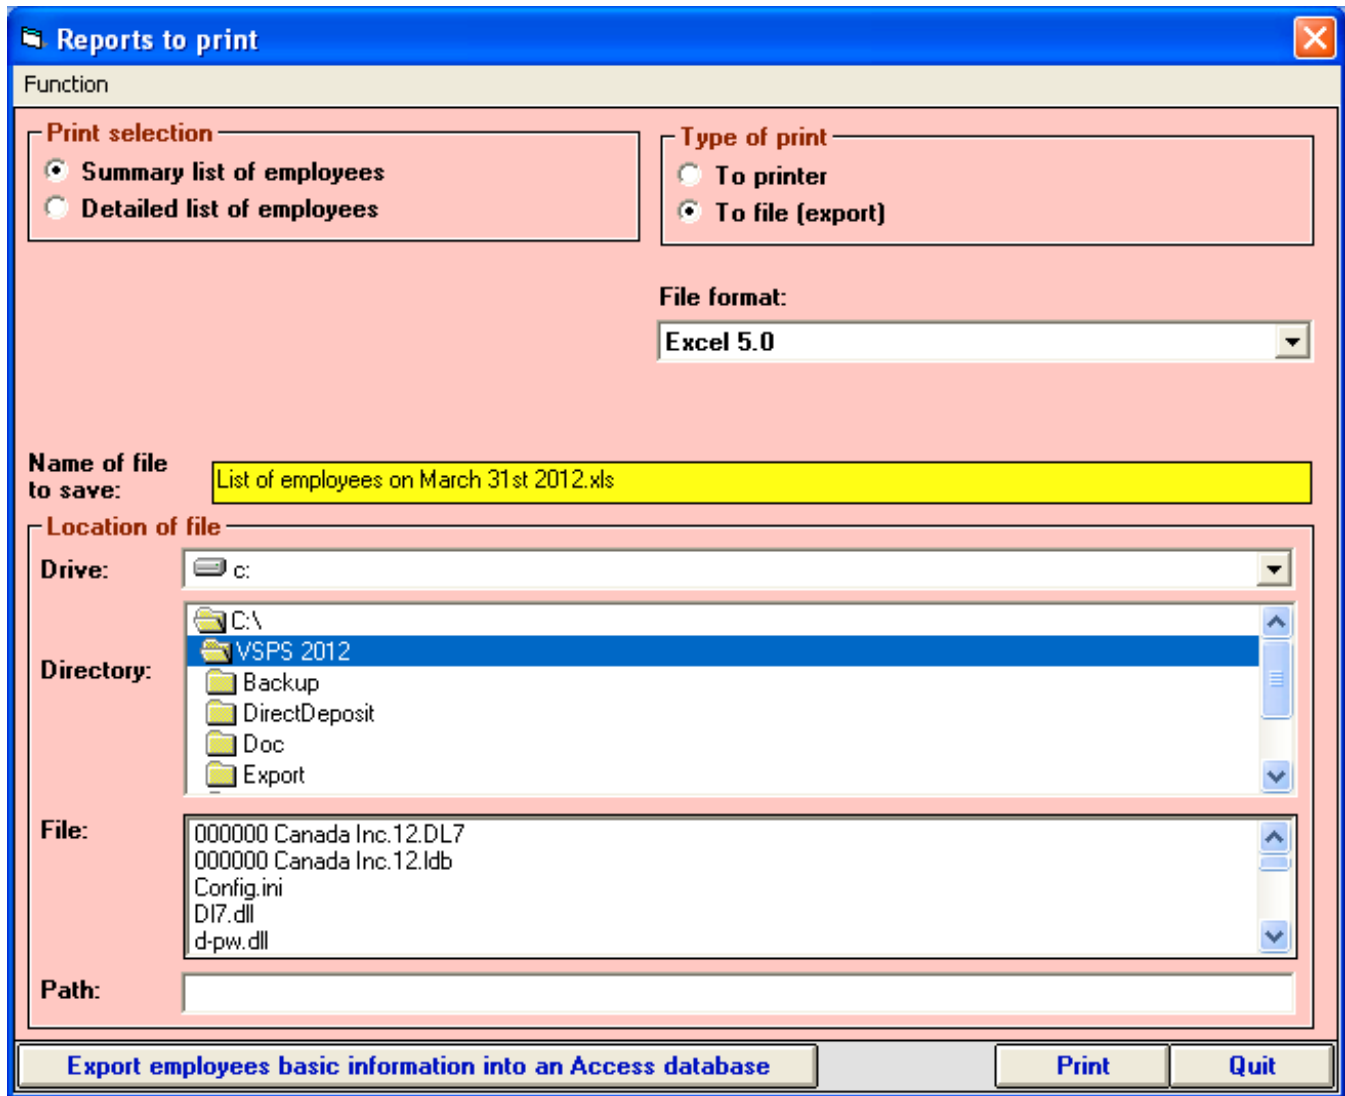 Reports to print
Function
Print selection
Summary list of employees
Detailed list of employees
Type of print
To printer
To file (export)
File format:
Excel 5.0
Name of file
to save:
List of employees on March 31st 2012.xls
Location of file
Drive:
c:
Directory:
C:\
VSPS 2012
Backup
DirectDeposit
Doc
Export
File:
000000 Canada Inc.12.DL7
000000 Canada Inc.12.ldb
Config.ini
Dl7.dll
d-pw.dll
Path:
Export employees basic information into an Access database
Print
Quit